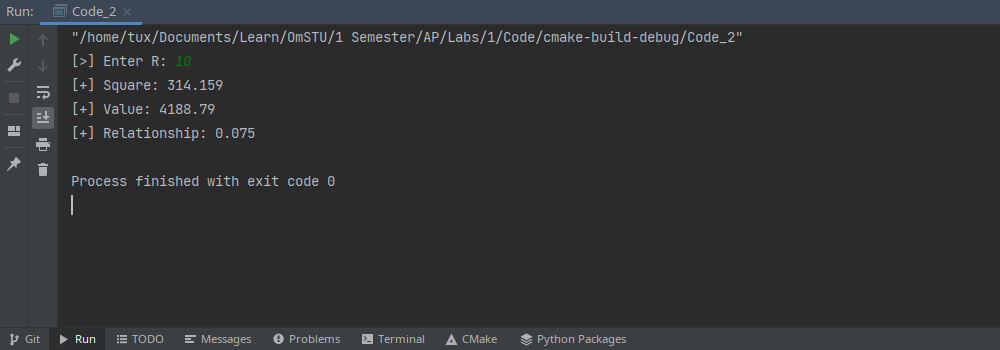 Run: Code_2
"/home/tux/Documents/Learn/OmSTU/1 Semester/AP/Labs/1/Code/cmake-build-debug/Code_2"
[>] Enter R: 10
[+] Square: 314.159
[+] Value: 4188.79
[+] Relationship: 0.075
Process finished with exit code 0
Git Run TODO Messages Problems Terminal CMake Python Packages